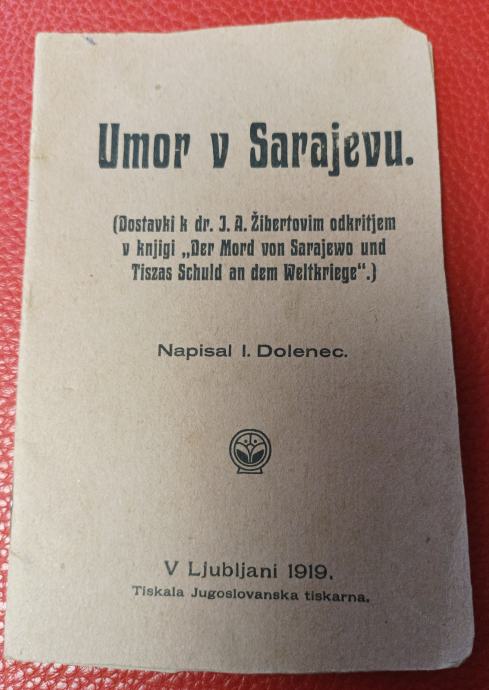 Umor v Sarajevu.
(Dostavki k dr. J. A. Žibertovim odkritjem
v knjigi „Der Mord von Sarajewo und
Tiszas Schuld an dem Weltkriege“.)
Napisal I. Dolenec.
V Ljubljani 1919.
Tiskala Jugoslovanska tiskarna.